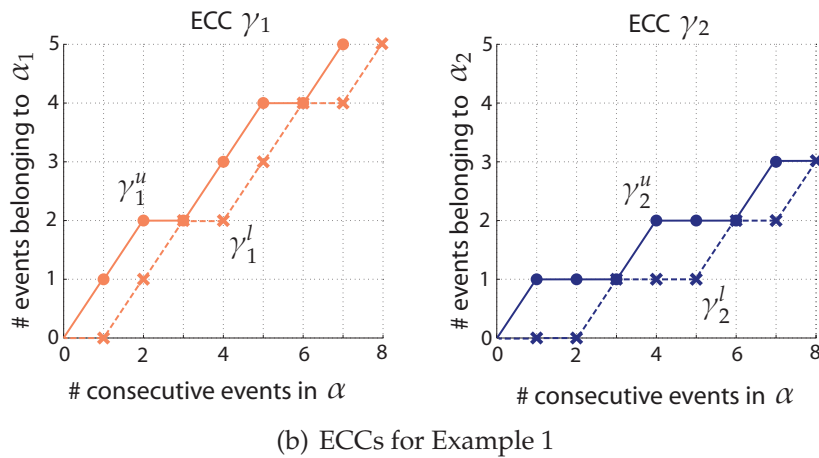 ECC γ₁
# events belonging to α₁
5
4
3
2
1
0
γ₁ᵘ
γ₁ˡ
0 2 4 6 8
# consecutive events in α
ECC γ₂
# events belonging to α₂
5
4
3
2
1
0
γ₂ᵘ
γ₂ˡ
0 2 4 6 8
# consecutive events in α
(b) ECCs for Example 1